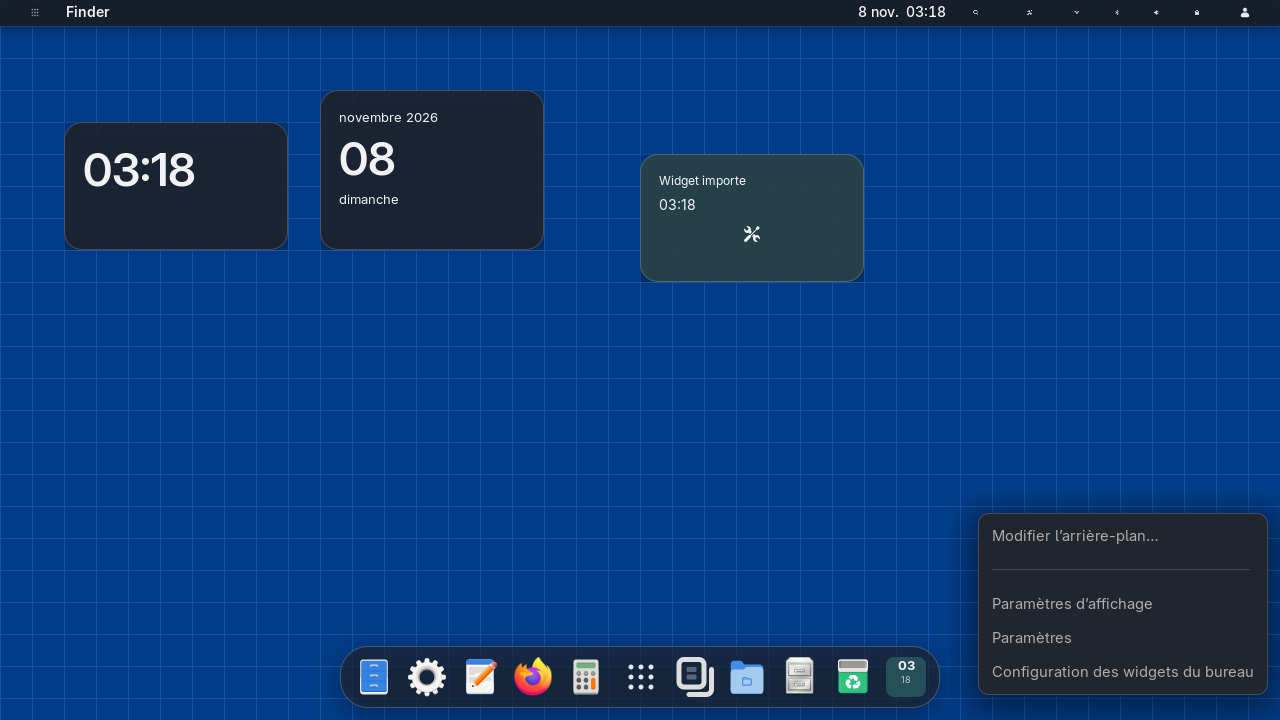 Finder
8 nov.  03:18
03:18
novembre 2026
08
dimanche
Widget importe
03:18
Modifier l’arrière-plan…
Paramètres d’affichage
Paramètres
Configuration des widgets du bureau
03
18